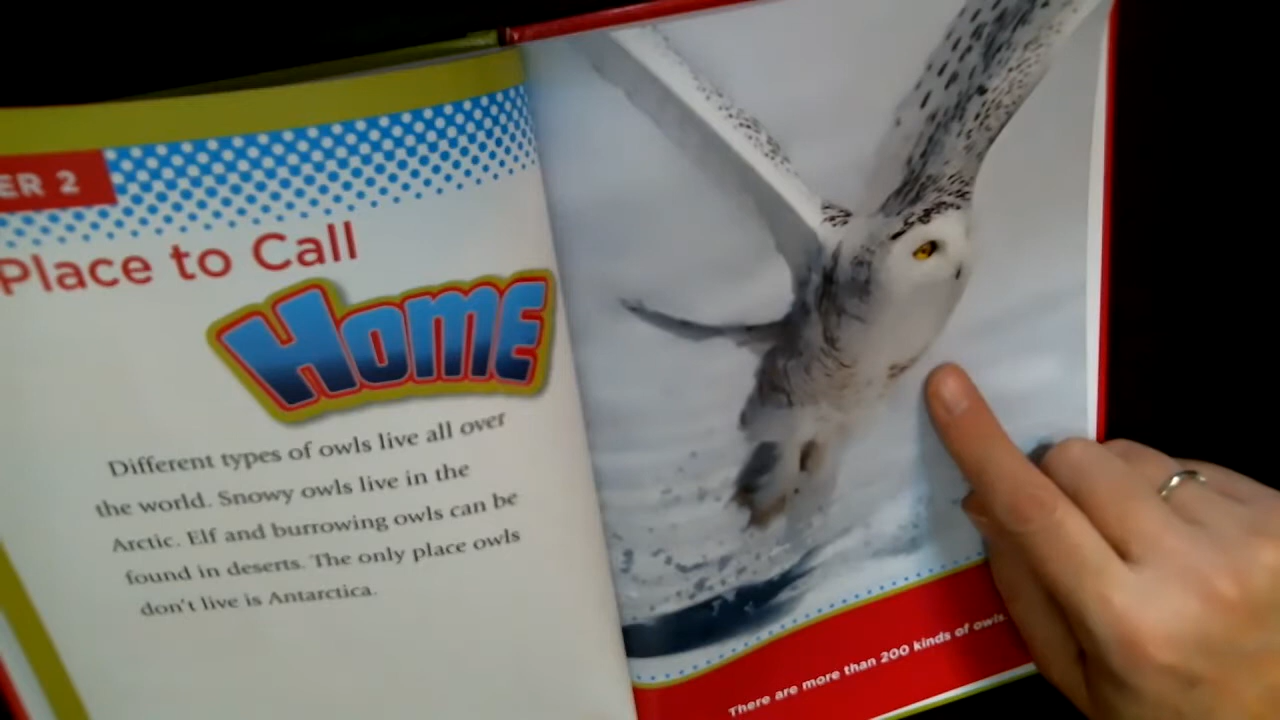 ER 2
Place to Call
HOME
Different types of owls live all over
the world. Snowy owls live in the
Arctic. Elf and burrowing owls can be
found in deserts. The only place owls
don't live is Antarctica.
There are more than 200 kinds of owls.